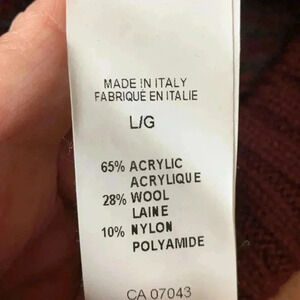 MADE IN ITALY
FABRIQUÉ EN ITALIE
L/G
65% ACRYLIC
ACRYLIQUE
28% WOOL
LAINE
10% NYLON
POLYAMIDE
CA 07043